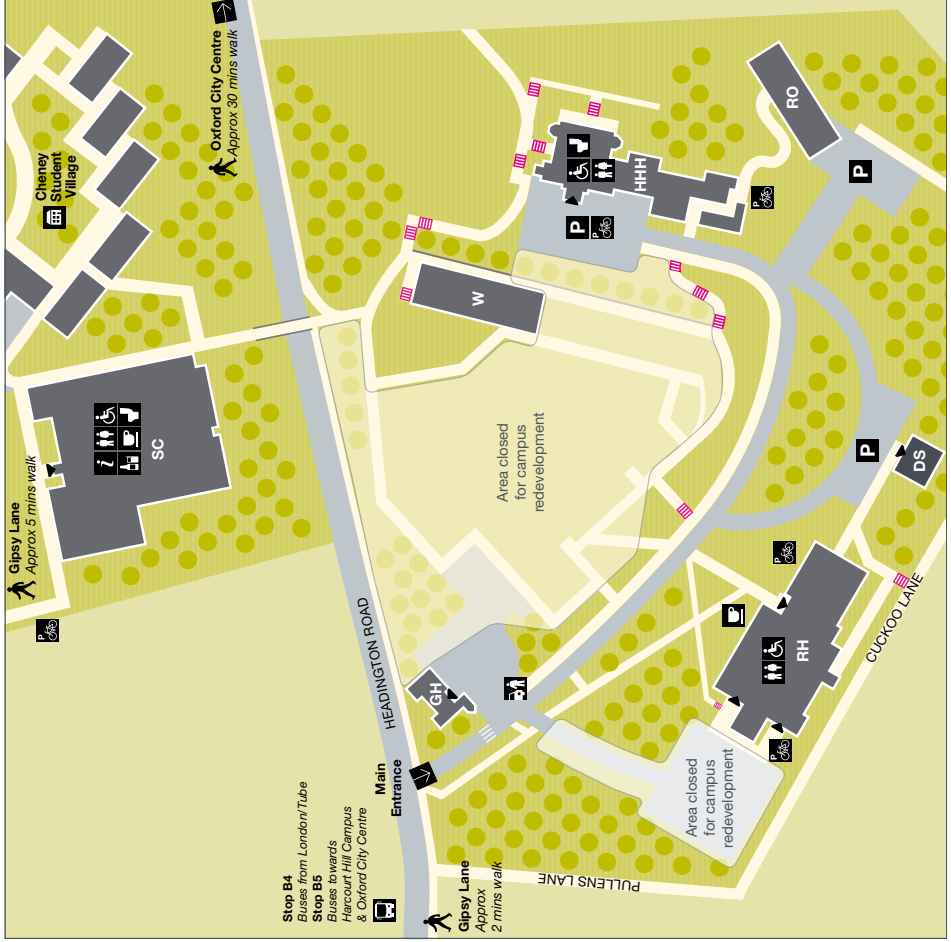 Oxford City Centre
Approx 30 mins walk
Cheney
Student
Village
RO
HHH
P
P
P
P
W
Gipsy Lane
Approx 5 mins walk
P
i
SC
Area closed
for campus
redevelopment
P
DS
HEADINGTON ROAD
GH
P
RH
CUCKOO LANE
P
Main
Entrance
Area closed
for campus
redevelopment
Stop B4
Buses from London/Tube
Stop B5
Buses towards
Harcourt Hill Campus
& Oxford City Centre
Gipsy Lane
Approx
2 mins walk
PULLENS LANE